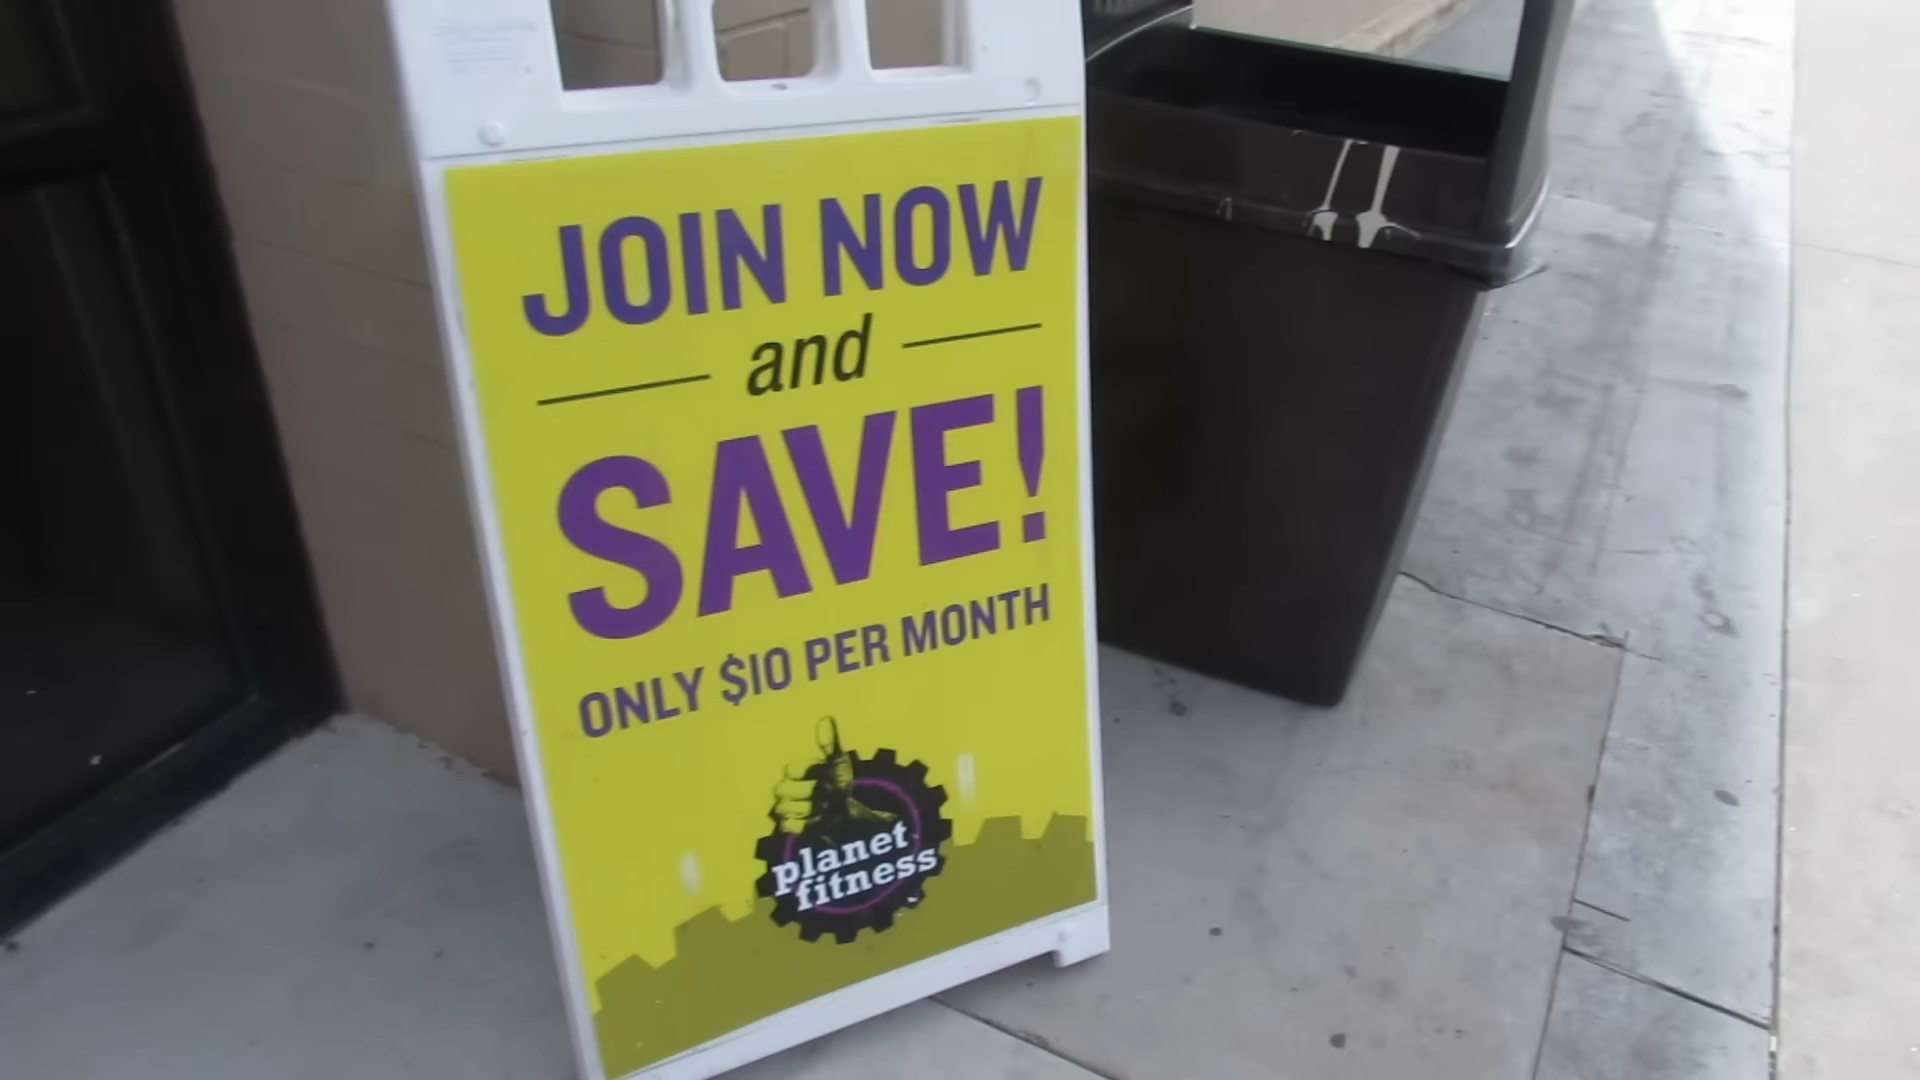 JOIN NOW
and
SAVE!
ONLY $10 PER MONTH
planet
fitness